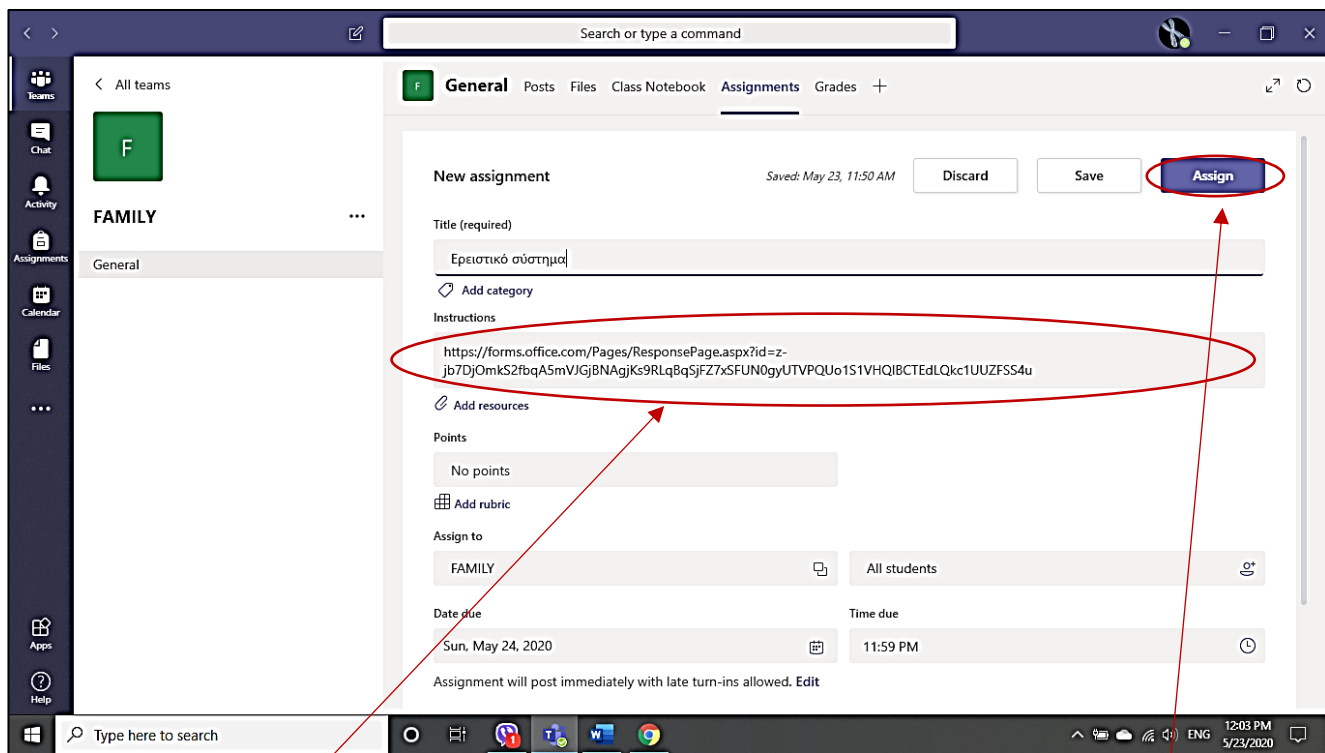 Search or type a command
Teams
Chat
Activity
Assignments
Calendar
Files
Apps
Help
All teams
F
FAMILY
General
F General Posts Files Class Notebook Assignments Grades
New assignment Saved: May 23, 11:50 AM Discard Save Assign
Title (required)
Ερειστικό σύστημα
Add category
Instructions
https://forms.office.com/Pages/ResponsePage.aspx?id=z-
jb7DjOmkS2fbqA5mVJGjBNAgjKs9RLqBqSjFZ7xSFUN0gyUTVPQUo1S1VHQlBCTEdLQkc1UUZFSS4u
Add resources
Points
No points
Add rubric
Assign to
FAMILY All students
Date due Time due
Sun, May 24, 2020 11:59 PM
Assignment will post immediately with late turn-ins allowed. Edit
Type here to search
ENG 12:03 PM
5/23/2020